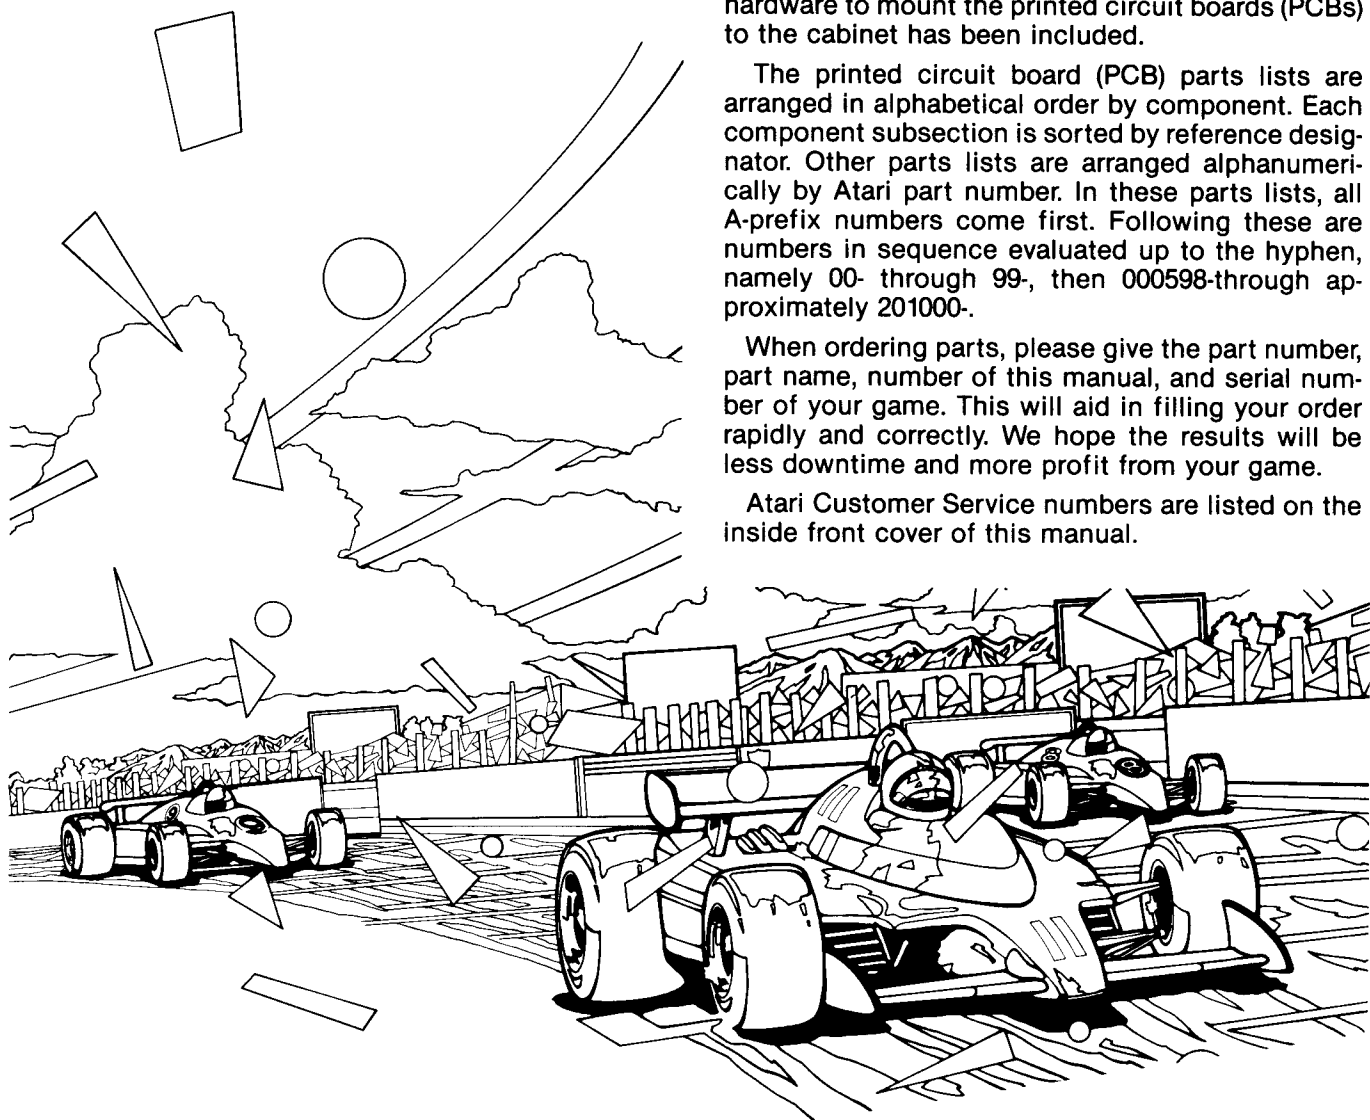 hardware to mount the printed circuit boards (PCBs)
to the cabinet has been included.
The printed circuit board (PCB) parts lists are
arranged in alphabetical order by component. Each
component subsection is sorted by reference desig-
nator. Other parts lists are arranged alphanumeri-
cally by Atari part number. In these parts lists, all
A-prefix numbers come first. Following these are
numbers in sequence evaluated up to the hyphen,
namely 00- through 99-, then 000598-through ap-
proximately 201000-.
When ordering parts, please give the part number,
part name, number of this manual, and serial num-
ber of your game. This will aid in filling your order
rapidly and correctly. We hope the results will be
less downtime and more profit from your game.
Atari Customer Service numbers are listed on the
inside front cover of this manual.